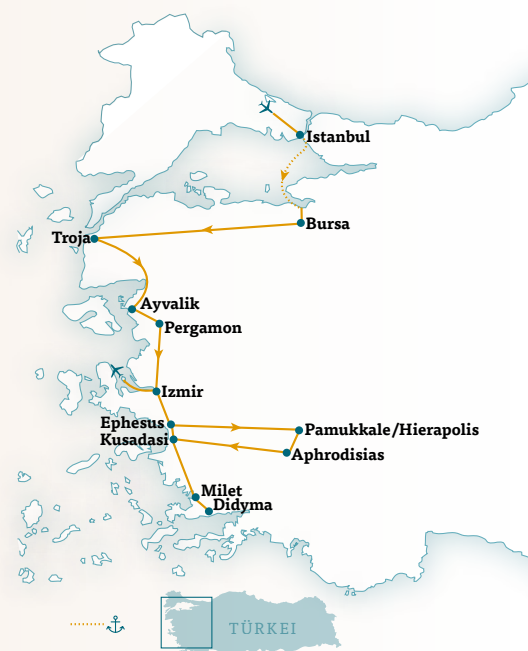 Istanbul
Bursa
Troja
Ayvalik
Pergamon
Izmir
Ephesus
Pamukkale/Hierapolis
Kusadasi
Aphrodisias
Milet
Didyma
TÜRKEI